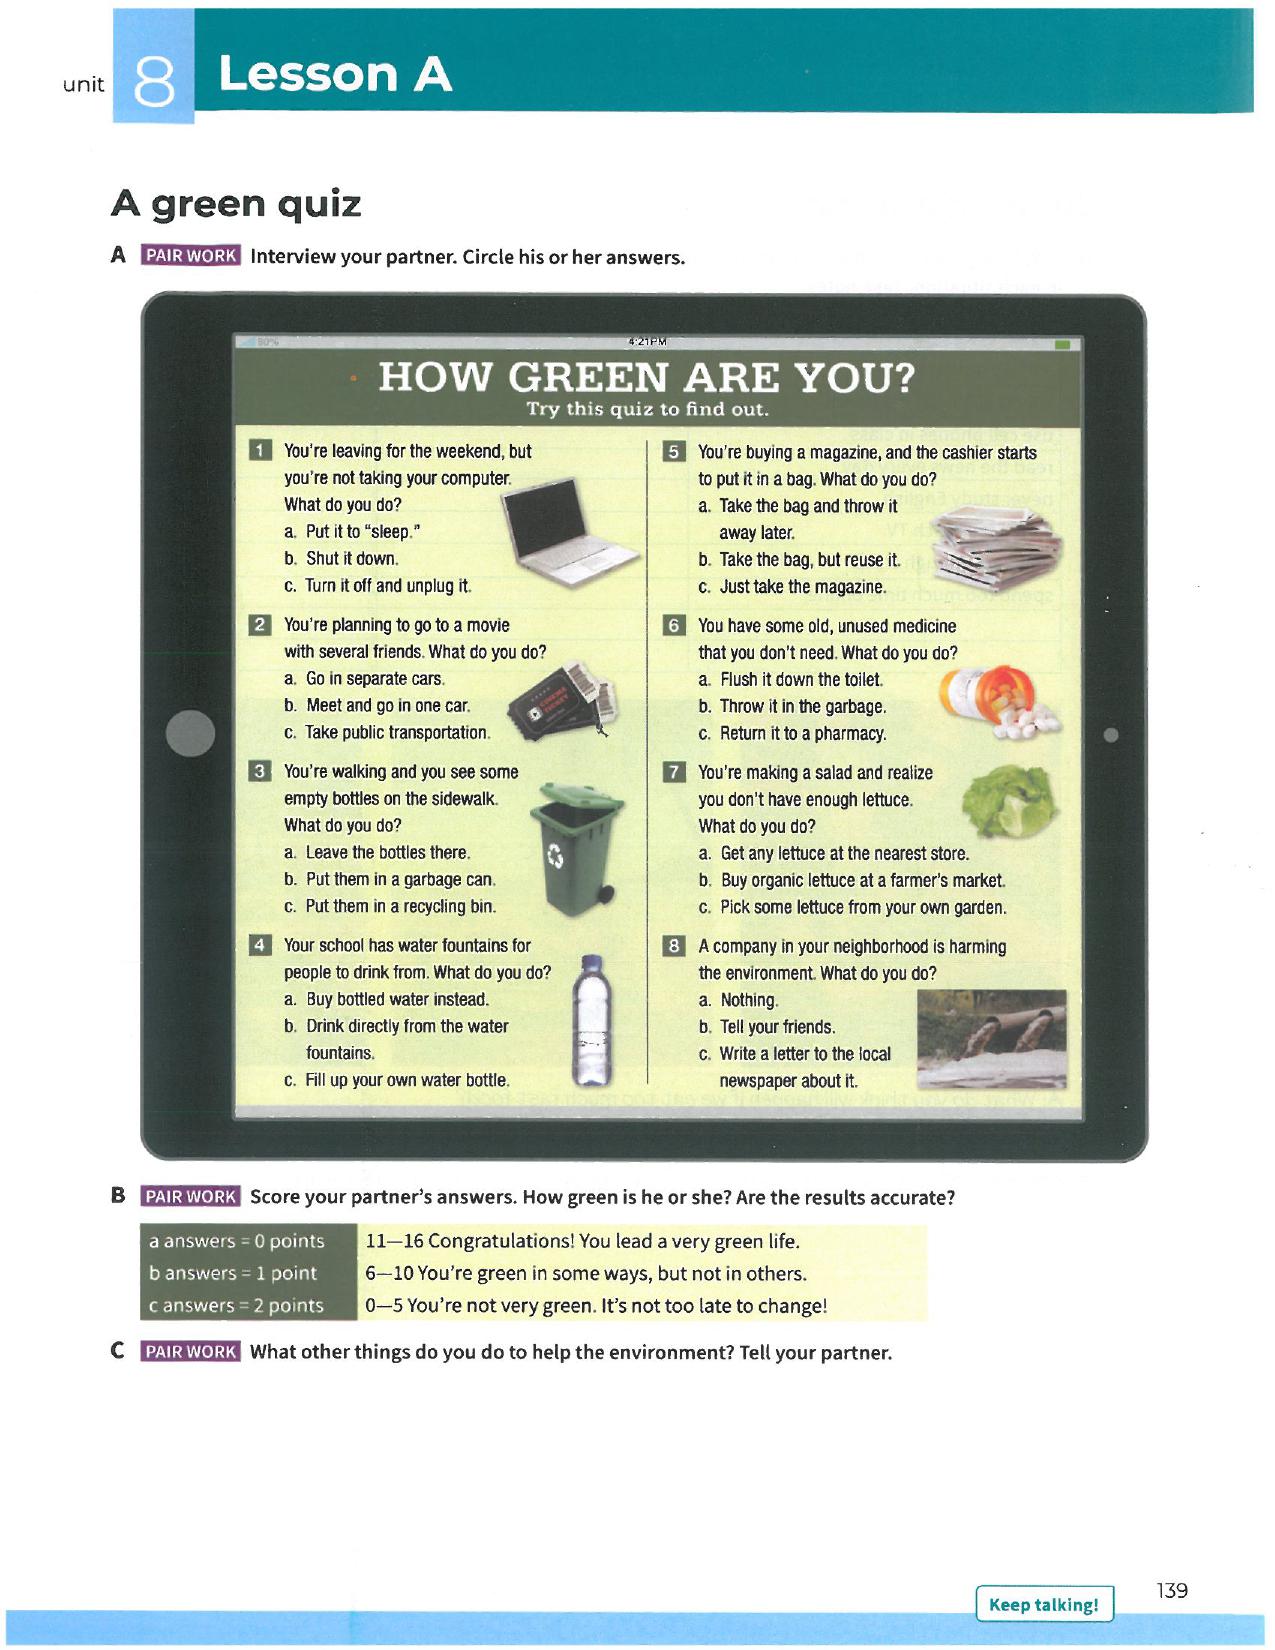 unit 8 Lesson A
A green quiz
A PAIR WORK Interview your partner. Circle his or her answers.
80% 4:21PM
HOW GREEN ARE YOU?
Try this quiz to find out.
1 You're leaving for the weekend, but
you're not taking your computer.
What do you do?
a. Put it to “sleep.”
b. Shut it down.
c. Turn it off and unplug it.
2 You're planning to go to a movie
with several friends. What do you do?
a. Go in separate cars.
b. Meet and go in one car.
c. Take public transportation.
CINEMA
TICKET
3 You're walking and you see some
empty bottles on the sidewalk.
What do you do?
a. Leave the bottles there.
b. Put them in a garbage can.
c. Put them in a recycling bin.
4 Your school has water fountains for
people to drink from. What do you do?
a. Buy bottled water instead.
b. Drink directly from the water
fountains.
c. Fill up your own water bottle.
5 You're buying a magazine, and the cashier starts
to put it in a bag. What do you do?
a. Take the bag and throw it
away later.
b. Take the bag, but reuse it.
c. Just take the magazine.
6 You have some old, unused medicine
that you don't need. What do you do?
a. Flush it down the toilet.
b. Throw it in the garbage.
c. Return it to a pharmacy.
7 You're making a salad and realize
you don't have enough lettuce.
What do you do?
a. Get any lettuce at the nearest store.
b. Buy organic lettuce at a farmer's market.
c. Pick some lettuce from your own garden.
8 A company in your neighborhood is harming
the environment. What do you do?
a. Nothing.
b. Tell your friends.
c. Write a letter to the local
newspaper about it.
B PAIR WORK Score your partner's answers. How green is he or she? Are the results accurate?
a answers = 0 points 11—16 Congratulations! You lead a very green life.
b answers = 1 point 6—10 You're green in some ways, but not in others.
c answers = 2 points 0—5 You're not very green. It's not too late to change!
C PAIR WORK What other things do you do to help the environment? Tell your partner.
Keep talking! 139